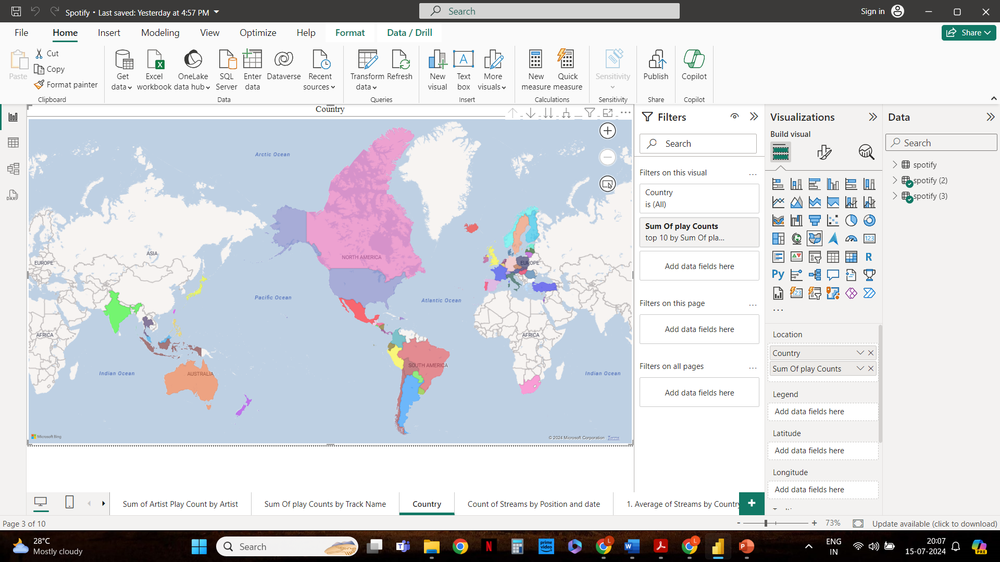 Spotify • Last saved: Yesterday at 4:57 PM
Search
Sign in
File
Home
Insert
Modeling
View
Optimize
Help
Format
Data / Drill
Share
Paste
Cut
Copy
Format painter
Clipboard
Get data
Excel workbook
OneLake data hub
SQL Server
Enter data
Dataverse
Recent sources
Data
Transform data
Refresh
Queries
New visual
Text box
More visuals
Insert
New measure
Quick measure
Calculations
Sensitivity
Sensitivity
Publish
Share
Copilot
Copilot
Country
Arctic Ocean
ASIA
EUROPE
NORTH AMERICA
EUROPE
Pacific Ocean
Atlantic Ocean
AFRICA
AFRICA
Indian Ocean
AUSTRALIA
SOUTH AMERICA
Indian Ocean
Microsoft Bing
© 2024 Microsoft Corporation Terms
Filters
Search
Filters on this visual
...
Country
is (All)
Sum Of play Counts
top 10 by Sum Of pla...
Add data fields here
Filters on this page
...
Add data fields here
Filters on all pages
...
Add data fields here
Visualizations
Build visual
123
R
Py
123
...
Location
Country
Sum Of play Counts
Legend
Add data fields here
Latitude
Add data fields here
Longitude
Add data fields here
Data
Search
spotify
spotify (2)
spotify (3)
DAX
Sum of Artist Play Count by Artist
Sum Of play Counts by Track Name
Country
Count of Streams by Position and date
1. Average of Streams by Country
+
Page 3 of 10
- + 73%
Update available (click to download)
28°C
Mostly cloudy
Search
prime video
ENG
IN
20:07
15-07-2024
PRE